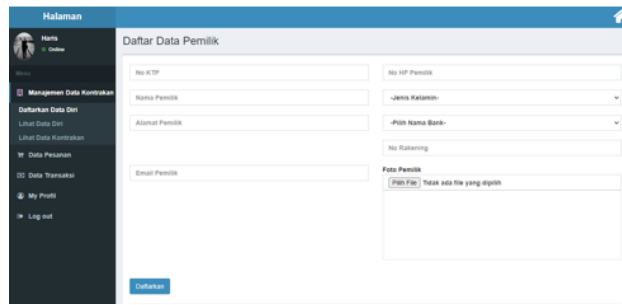 Halaman
Haris
Online
Daftar Data Pemilik
Menu
Manajemen Data Kontrakan
Daftarkan Data Diri
Lihat Data Diri
Lihat Data Kontrakan
Data Pesanan
Data Transaksi
My Profil
Log out
No KTP
No HP Pemilik
Nama Pemilik
-Jenis Kelamin-
Alamat Pemilik
-Pilih Nama Bank-
No Rekening
Email Pemilik
Foto Pemilik
Pilih File Tidak ada file yang dipilih
Daftarkan